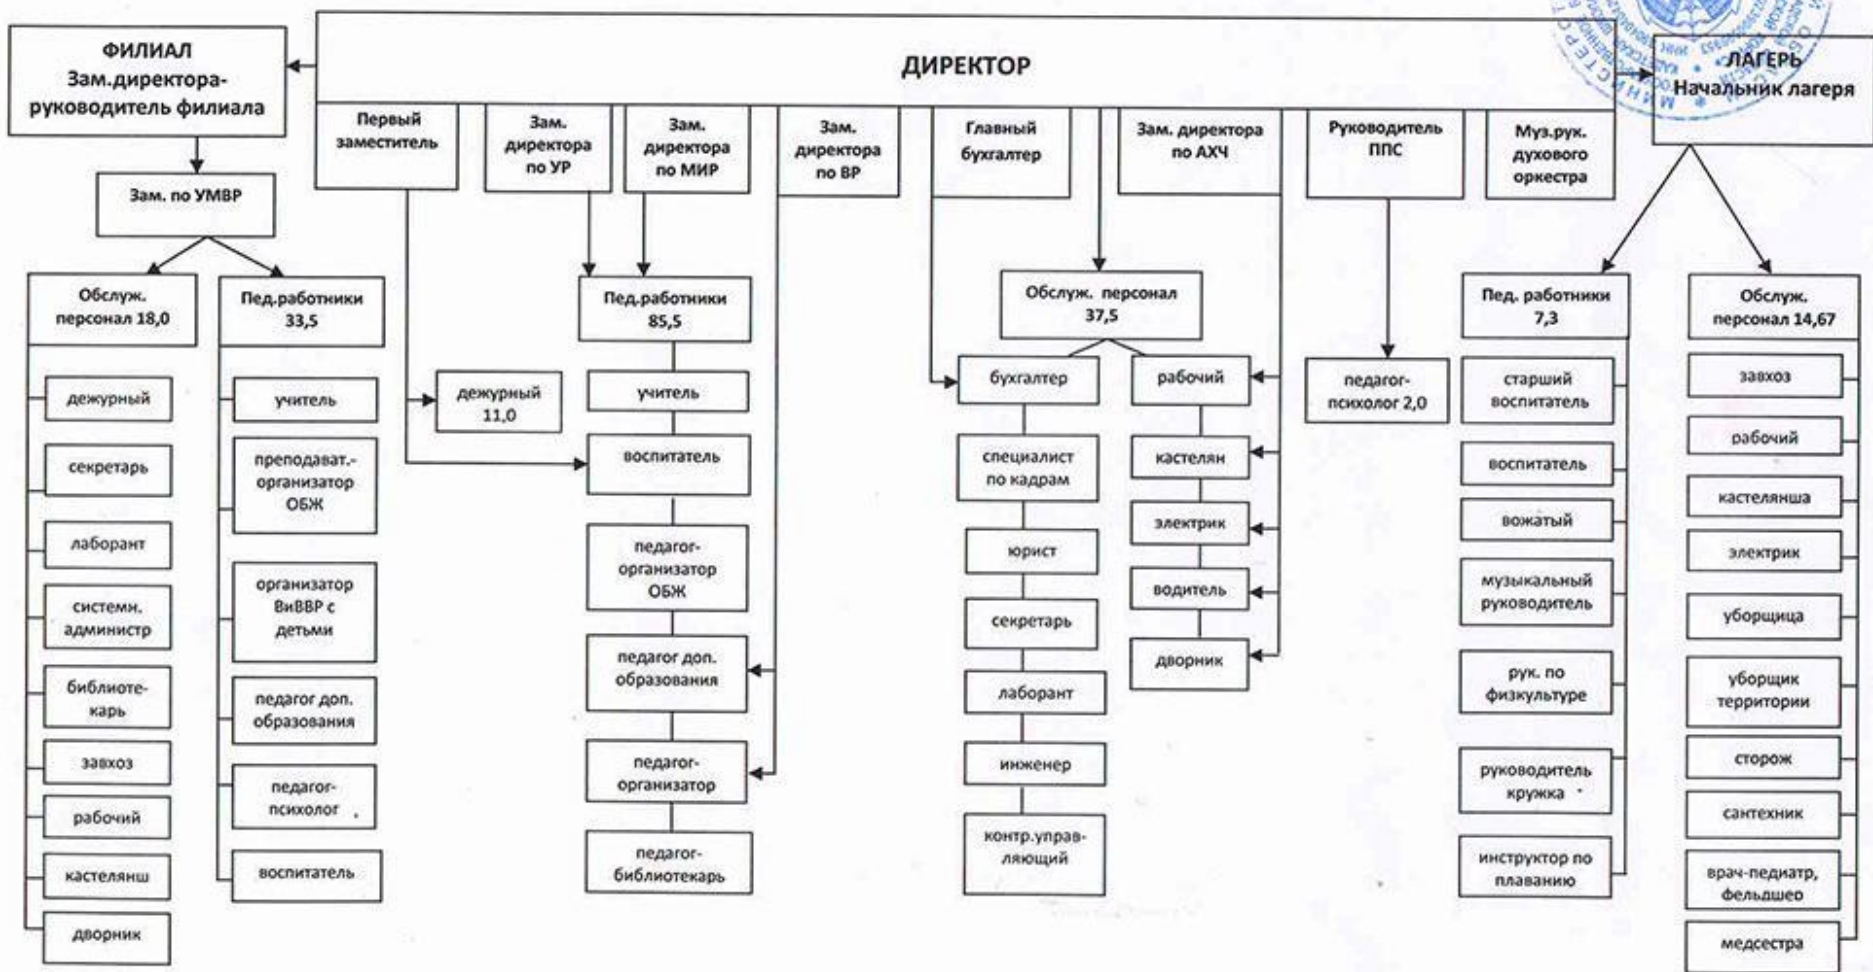 ФИЛИАЛ
Зам.директора-
руководитель филиала
ДИРЕКТОР
ЛАГЕРЬ
Начальник лагеря
Первый
заместитель
Зам.
директора
по УР
Зам.
директора
по МИР
Зам.
директора
по ВР
Главный
бухгалтер
Зам. директора
по АХЧ
Руководитель
ППС
Муз.рук.
духового
оркестра
Зам. по УМВР
Обслуж.
персонал 18,0
дежурный
секретарь
лаборант
системн.
администр
библиоте-
карь
завхоз
рабочий
кастелянш
дворник
Пед.работники
33,5
учитель
преподават.-
организатор
ОБЖ
организатор
ВиВВР с
детьми
педагог доп.
образования
педагог-
психолог
воспитатель
дежурный
11,0
Пед.работники
85,5
учитель
воспитатель
педагог-
организатор
ОБЖ
педагог доп.
образования
педагог-
организатор
педагог-
библиотекарь
Обслуж. персонал
37,5
бухгалтер
специалист
по кадрам
юрист
секретарь
лаборант
инженер
контр.управ-
ляющий
рабочий
кастелян
электрик
водитель
дворник
педагог-
психолог 2,0
Пед. работники
7,3
старший
воспитатель
воспитатель
вожатый
музыкальный
руководитель
рук. по
физкультуре
руководитель
кружка
инструктор по
плаванию
Обслуж.
персонал 14,67
завхоз
рабочий
кастелянша
электрик
уборщица
уборщик
территории
сторож
сантехник
врач-педиатр,
фельдшер
медсестра